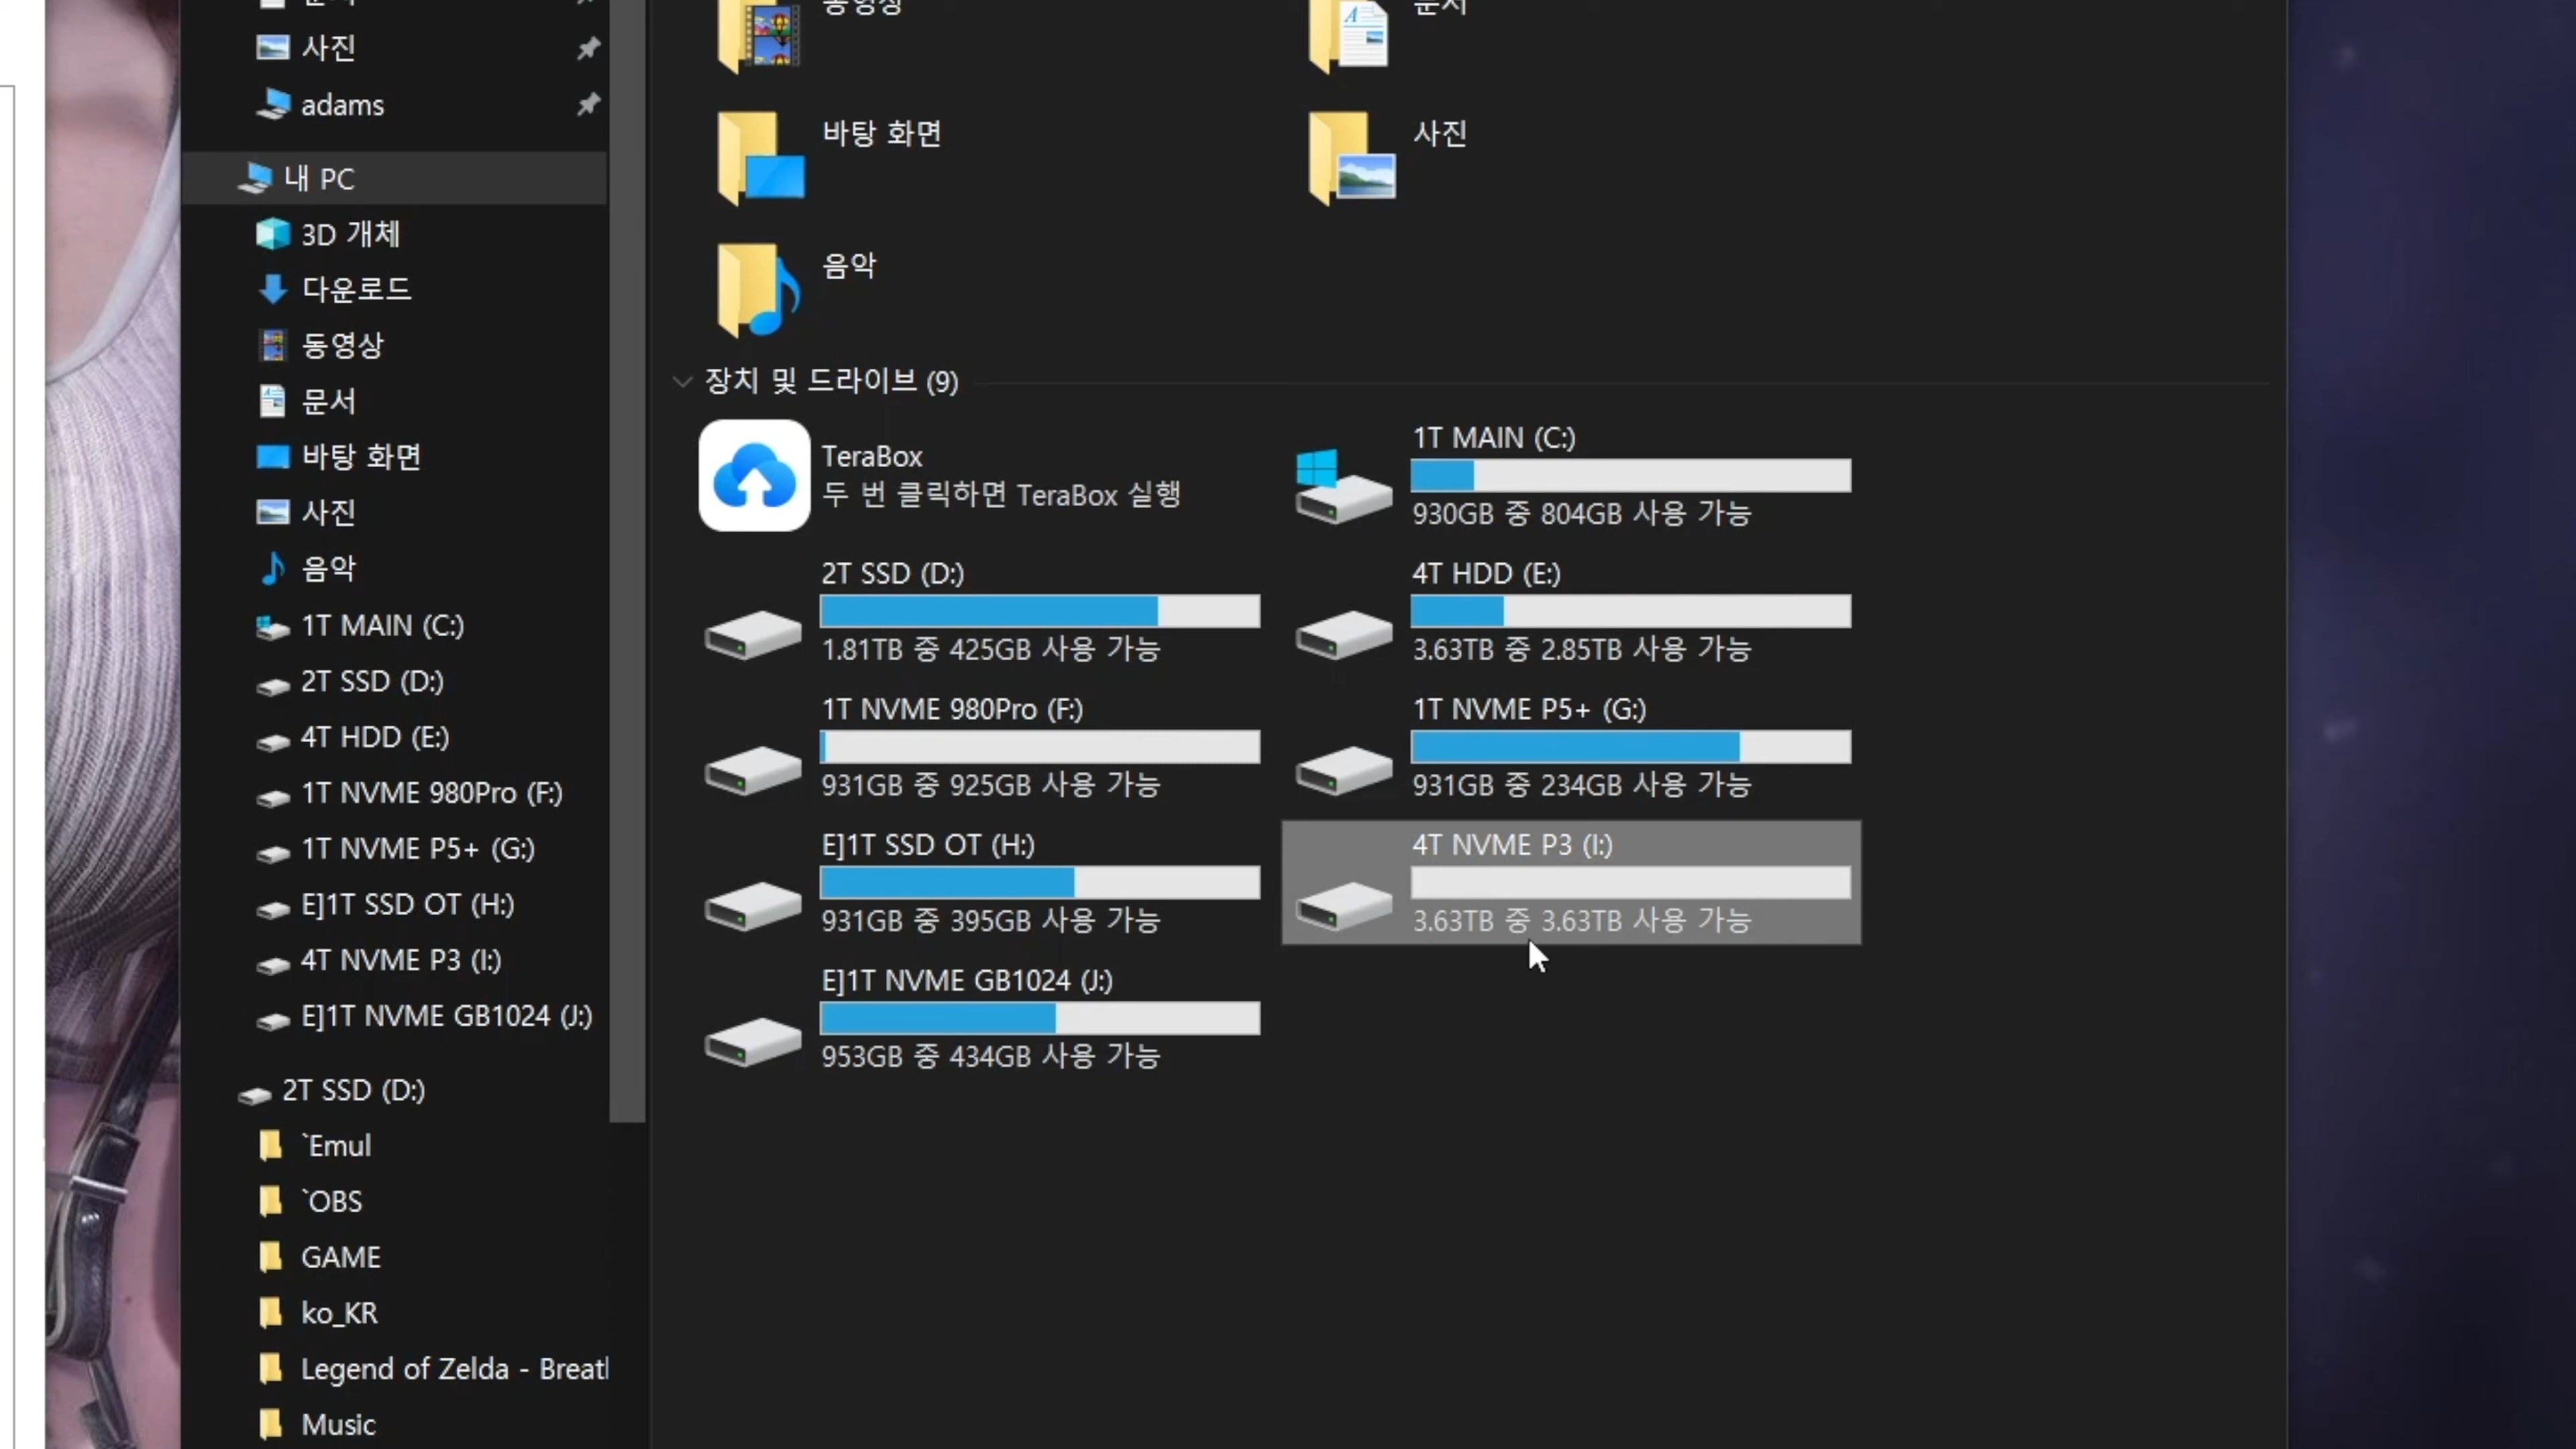 사진
adams
내 PC
3D 개체
다운로드
동영상
문서
바탕 화면
사진
음악
1T MAIN (C:)
2T SSD (D:)
4T HDD (E:)
1T NVME 980Pro (F:)
1T NVME P5+ (G:)
E]1T SSD OT (H:)
4T NVME P3 (I:)
E]1T NVME GB1024 (J:)
2T SSD (D:)
`Emul
`OBS
GAME
ko_KR
Legend of Zelda - Breatl
Music
동영상
문서
바탕 화면
사진
음악
장치 및 드라이브 (9)
TeraBox
두 번 클릭하면 TeraBox 실행
1T MAIN (C:)
930GB 중 804GB 사용 가능
2T SSD (D:)
1.81TB 중 425GB 사용 가능
4T HDD (E:)
3.63TB 중 2.85TB 사용 가능
1T NVME 980Pro (F:)
931GB 중 925GB 사용 가능
1T NVME P5+ (G:)
931GB 중 234GB 사용 가능
E]1T SSD OT (H:)
931GB 중 395GB 사용 가능
4T NVME P3 (I:)
3.63TB 중 3.63TB 사용 가능
E]1T NVME GB1024 (J:)
953GB 중 434GB 사용 가능